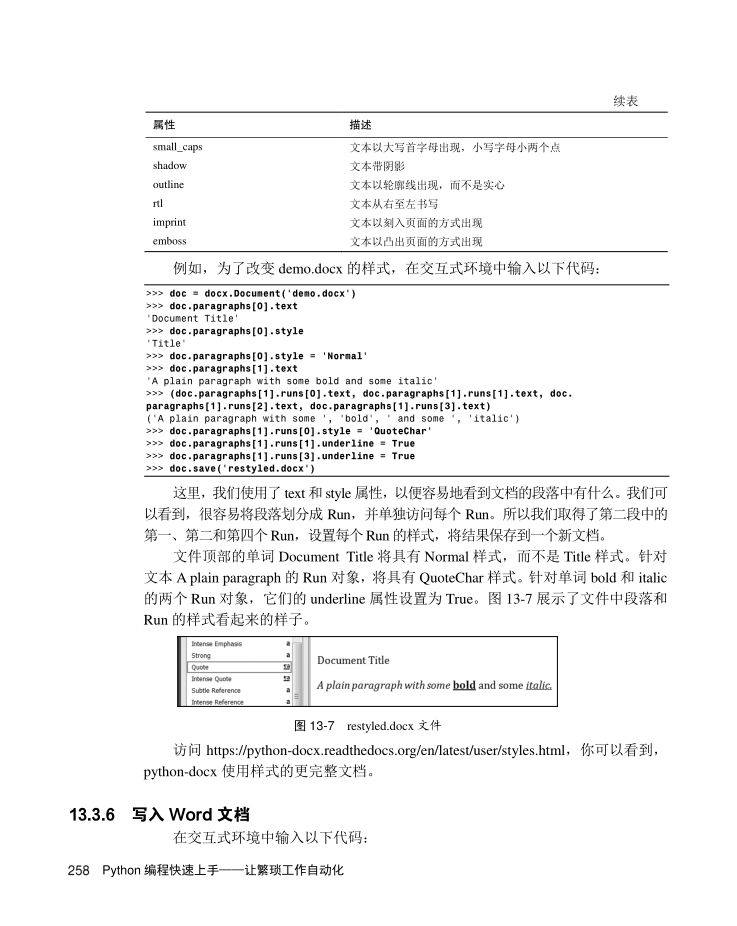 续表
属性 描述
small_caps 文本以大写首字母出现，小写字母小两个点
shadow 文本带阴影
outline 文本以轮廓线出现，而不是实心
rtl 文本从右至左书写
imprint 文本以刻入页面的方式出现
emboss 文本以凸出页面的方式出现
例如，为了改变 demo.docx 的样式，在交互式环境中输入以下代码：
>>> doc = docx.Document('demo.docx')
>>> doc.paragraphs[0].text
'Document Title'
>>> doc.paragraphs[0].style
'Title'
>>> doc.paragraphs[0].style = 'Normal'
>>> doc.paragraphs[1].text
'A plain paragraph with some bold and some italic'
>>> (doc.paragraphs[1].runs[0].text, doc.paragraphs[1].runs[1].text, doc.
paragraphs[1].runs[2].text, doc.paragraphs[1].runs[3].text)
('A plain paragraph with some ', 'bold', ' and some ', 'italic')
>>> doc.paragraphs[1].runs[0].style = 'QuoteChar'
>>> doc.paragraphs[1].runs[1].underline = True
>>> doc.paragraphs[1].runs[3].underline = True
>>> doc.save('restyled.docx')
这里，我们使用了 text 和 style 属性，以便容易地看到文档的段落中有什么。我们可
以看到，很容易将段落划分成 Run，并单独访问每个 Run。所以我们取得了第二段中的
第一、第二和第四个 Run，设置每个 Run 的样式，将结果保存到一个新文档。
文件顶部的单词 Document Title 将具有 Normal 样式，而不是 Title 样式。针对
文本 A plain paragraph 的 Run 对象，将具有 QuoteChar 样式。针对单词 bold 和 italic
的两个 Run 对象，它们的 underline 属性设置为 True。图 13-7 展示了文件中段落和
Run 的样式看起来的样子。
Intense Emphasis a
Strong a
Quote ¶a
Intense Quote ¶a
Subtle Reference a
Intense Reference a
Document Title
A plain paragraph with some bold and some italic.
图 13-7 restyled.docx 文件
访问 https://python-docx.readthedocs.org/en/latest/user/styles.html，你可以看到，
python-docx 使用样式的更完整文档。
13.3.6 写入 Word 文档
在交互式环境中输入以下代码：
258 Python 编程快速上手——让繁琐工作自动化